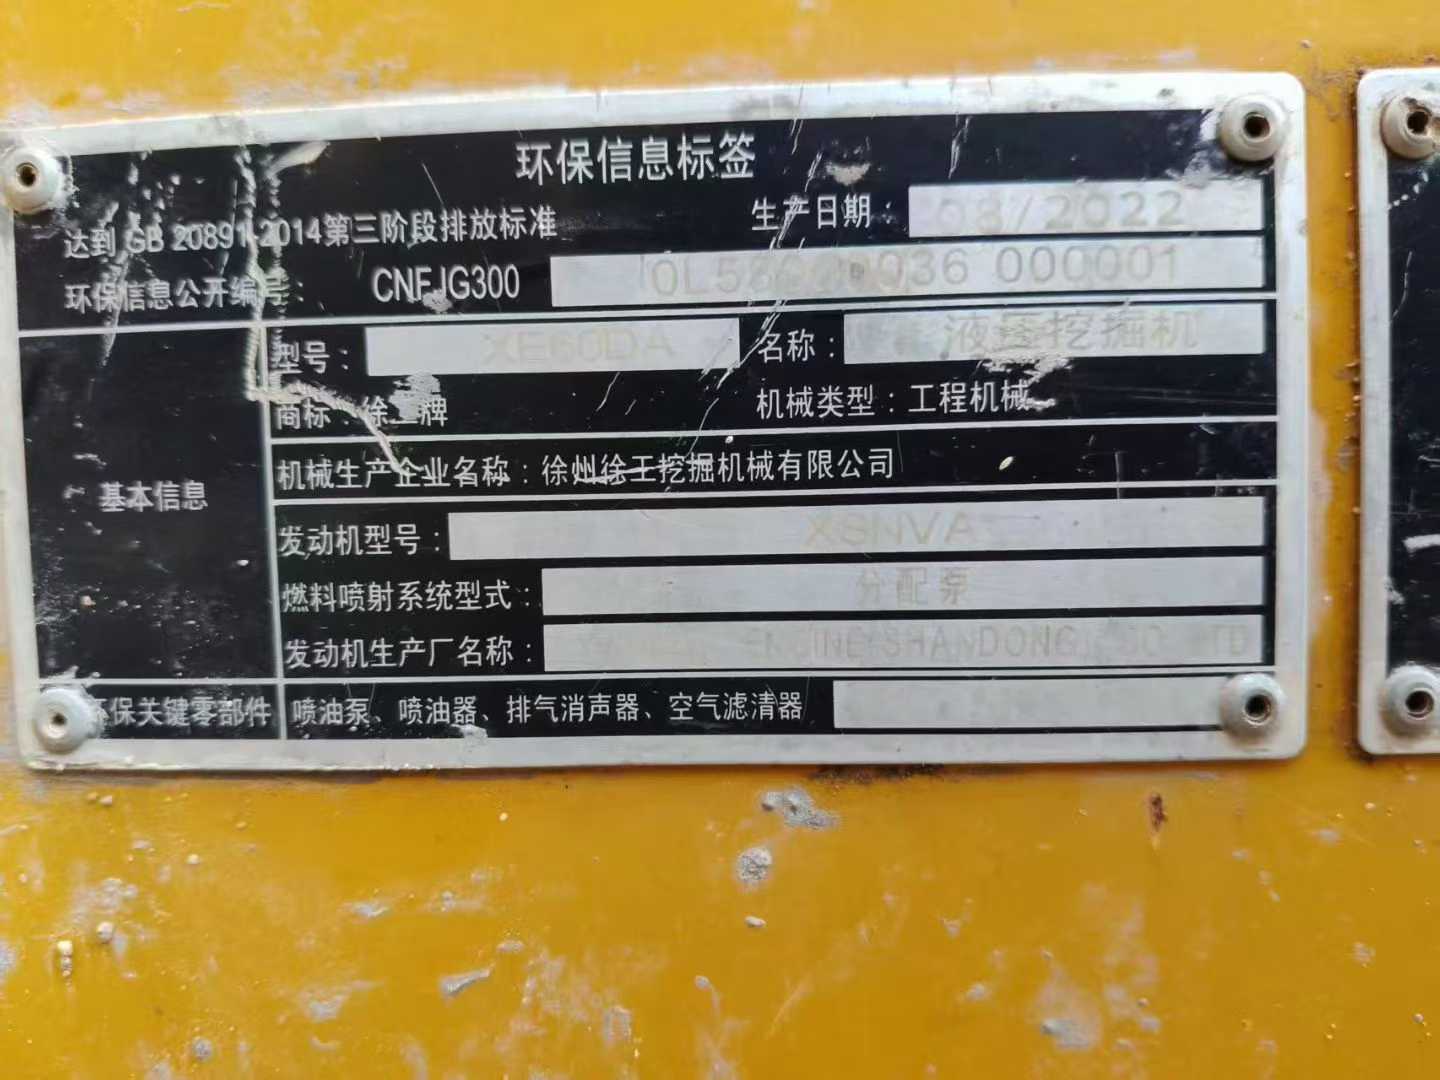 环保信息标签
达到 GB 20891-2014第三阶段排放标准 生产日期： /2022
环保信息公开编号： CNFJG300 036 000001
型号： XE60DA 名称： 液压挖掘机
商标：徐工牌 机械类型：工程机械
基本信息
机械生产企业名称：徐州徐工挖掘机械有限公司
发动机型号：
燃料喷射系统型式： 分配泵
发动机生产厂名称： ENGINE(SHANDONG)
环保关键零部件 喷油泵、喷油器、排气消声器、空气滤清器